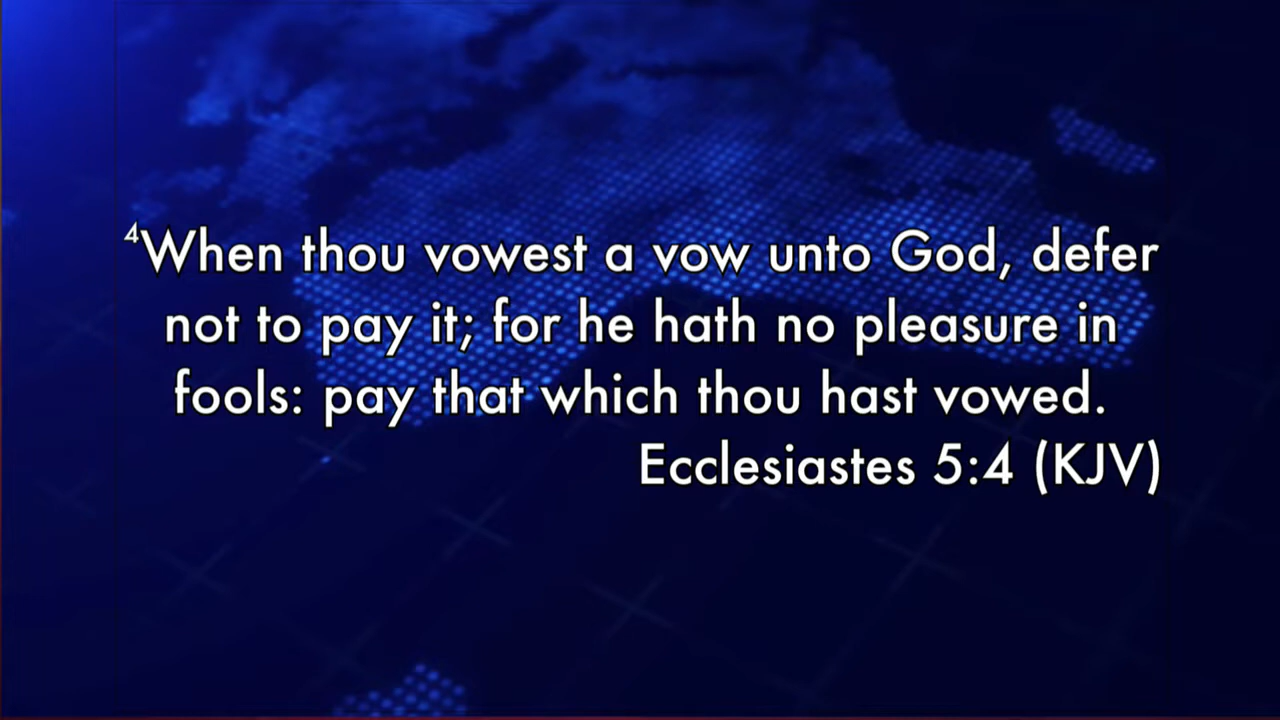 ⁴When thou vowest a vow unto God, defer
not to pay it; for he hath no pleasure in
fools: pay that which thou hast vowed.
Ecclesiastes 5:4 (KJV)